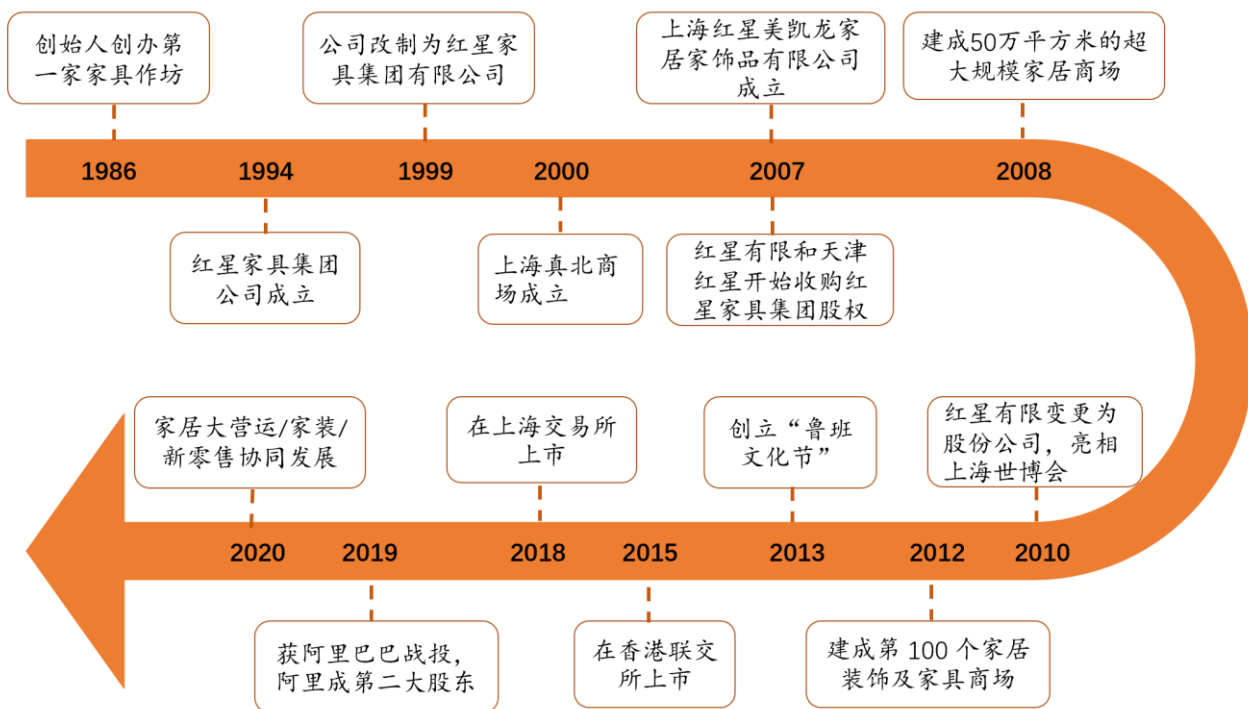 创始人创办第
一家家具作坊
公司改制为红星家
具集团有限公司
上海红星美凯龙家
居家饰品有限公司
成立
建成50万平方米的超
大规模家居商场
1986
1994
1999
2000
2007
2008
红星家具集团
公司成立
上海真北商
场成立
红星有限和天津
红星开始收购红
星家具集团股权
家居大营运/家装/
新零售协同发展
在上海交易所
上市
创立“鲁班
文化节”
红星有限变更为
股份公司，亮相
上海世博会
2020
2019
2018
2015
2013
2012
2010
获阿里巴巴战投，
阿里成第二大股东
在香港联交
所上市
建成第 100 个家居
装饰及家具商场